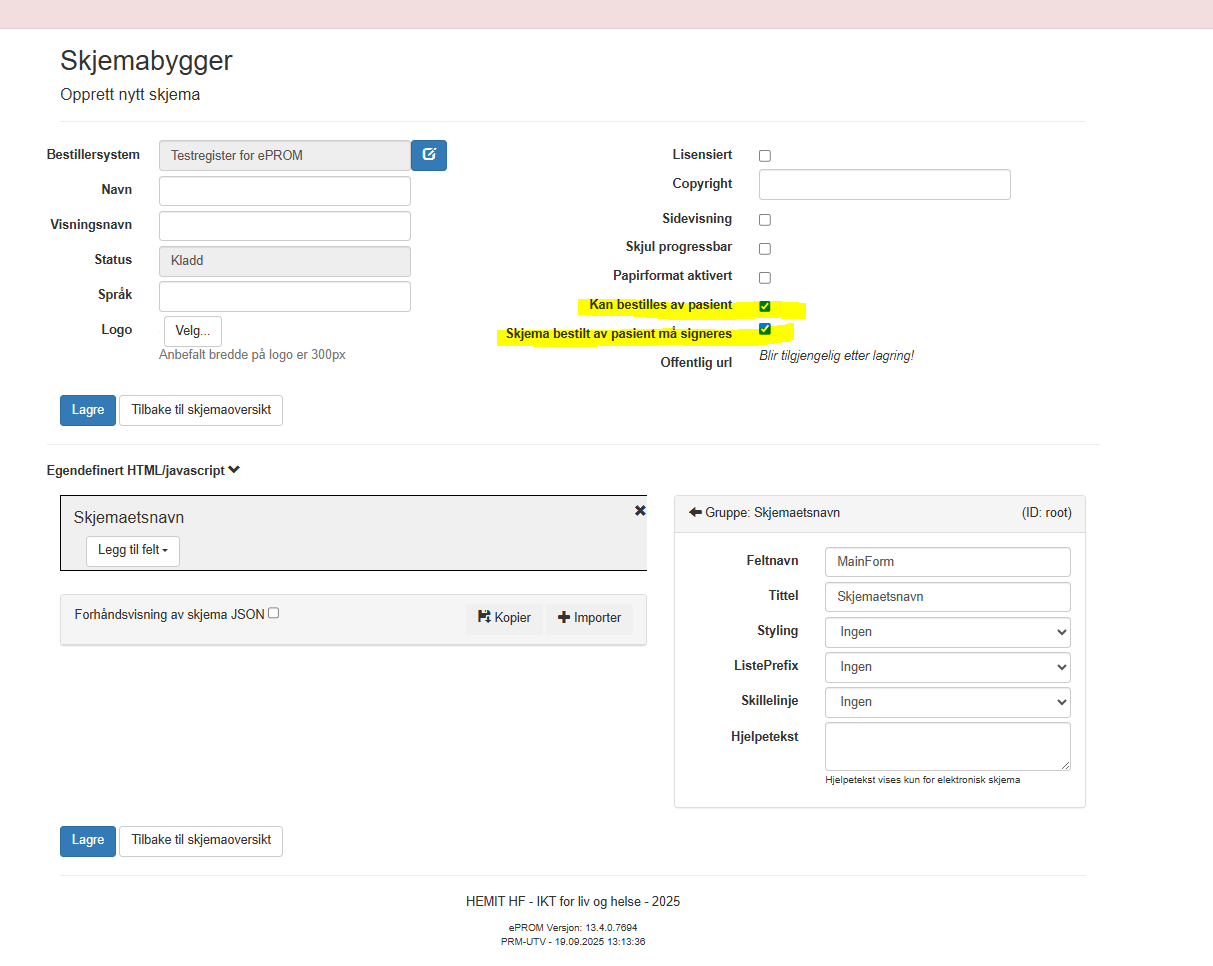 Skjemabygger
Opprett nytt skjema
Bestillersystem
Testregister for ePROM
Navn
Visningsnavn
Status
Kladd
Språk
Logo
Velg...
Anbefalt bredde på logo er 300px
Lisensiert
Copyright
Sidevisning
Skjul progressbar
Papirformat aktivert
Kan bestilles av pasient
Skjema bestilt av pasient må signeres
Offentlig url
Blir tilgjengelig etter lagring!
Lagre
Tilbake til skjemaoversikt
Egendefinert HTML/javascript
Skjemaetsnavn
Legg til felt
Forhåndsvisning av skjema JSON
Kopier
Importer
Gruppe: Skjemaetsnavn
(ID: root)
Feltnavn
MainForm
Tittel
Skjemaetsnavn
Styling
Ingen
ListePrefix
Ingen
Skillelinje
Ingen
Hjelpetekst
Hjelpetekst vises kun for elektronisk skjema
Lagre
Tilbake til skjemaoversikt
HEMIT HF - IKT for liv og helse - 2025
ePROM Versjon: 13.4.0.7694
PRM-UTV - 19.09.2025 13:13:36